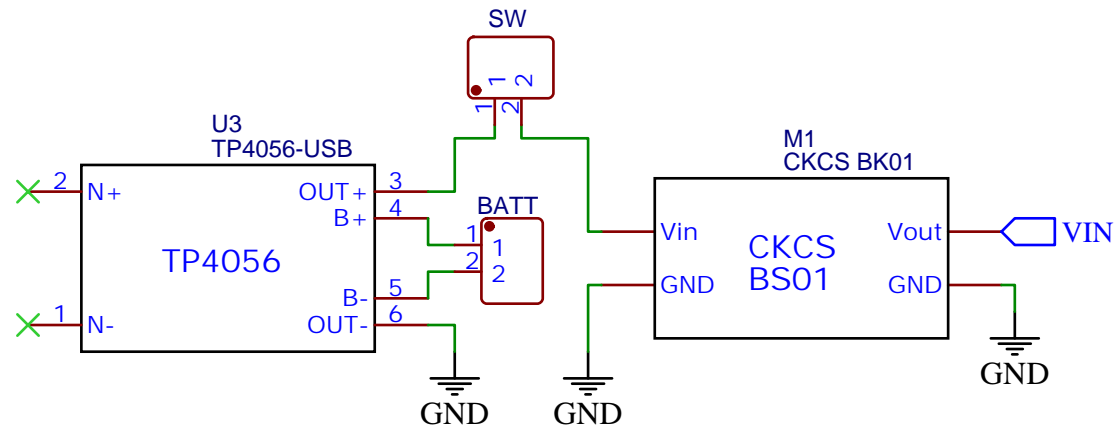 SW
1 2
1 2
U3
TP4056-USB
2 N+
OUT+ 3
B+ 4
TP4056
B- 5
OUT- 6
1 N-
BATT
1 1
2 2
GND
M1
CKCS BK01
Vin
GND
CKCS
BS01
Vout
GND
VIN
GND
GND